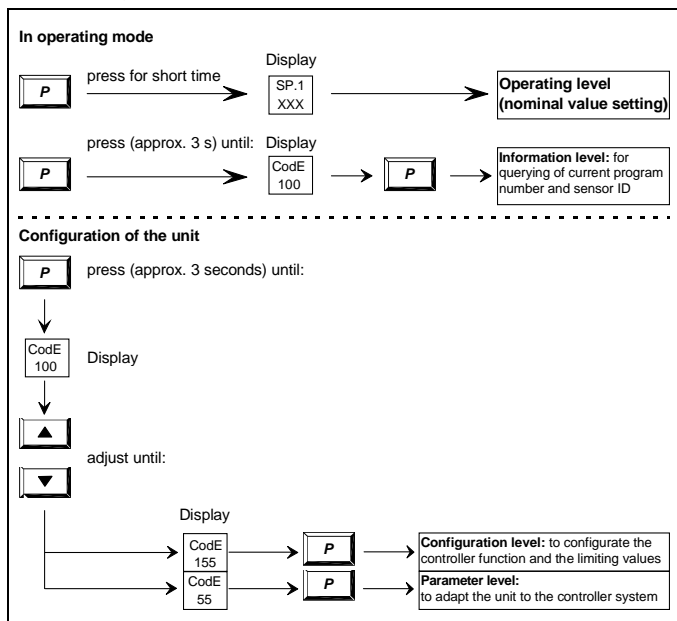 In operating mode
Display
P
press for short time
SP.1
XXX
Operating level
(nominal value setting)
press (approx. 3 s) until:
Display
P
CodE
100
P
Information level: for
querying of current program
number and sensor ID
Configuration of the unit
P
press (approx. 3 seconds) until:
CodE
100
Display
▲
adjust until:
▼
Display
CodE
155
P
Configuration level: to configurate the
controller function and the limiting values
CodE
55
P
Parameter level:
to adapt the unit to the controller system